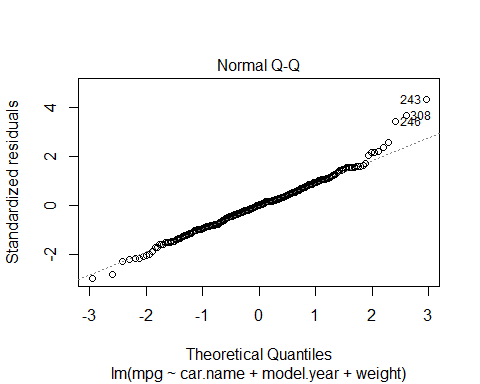 Normal Q-Q
Standardized residuals
4
2
0
-2
243
308
246
-3 -2 -1 0 1 2 3
Theoretical Quantiles
lm(mpg ~ car.name + model.year + weight)